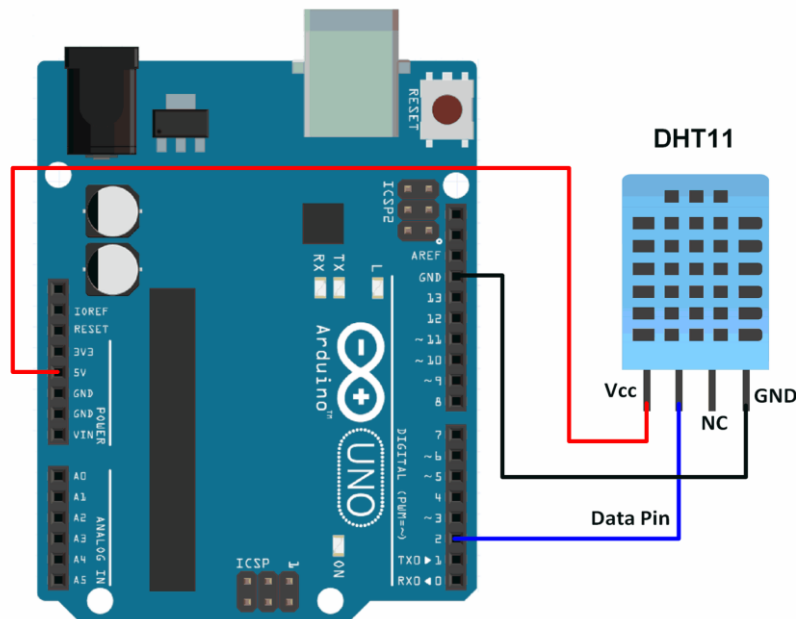 RESET
DHT11
ICSP2
AREF
GND
13
12
~11
~10
~9
8
7
~6
~5
4
~3
2
TX0▶1
RX0◀0
RX
TX
L
IOREF
RESET
3V3
5V
GND
GND
VIN
POWER
A0
A1
A2
A3
A4
A5
ANALOG IN
Arduino™
UNO
DIGITAL (PWM=~)
ICSP
1
ON
Vcc
NC
GND
Data Pin